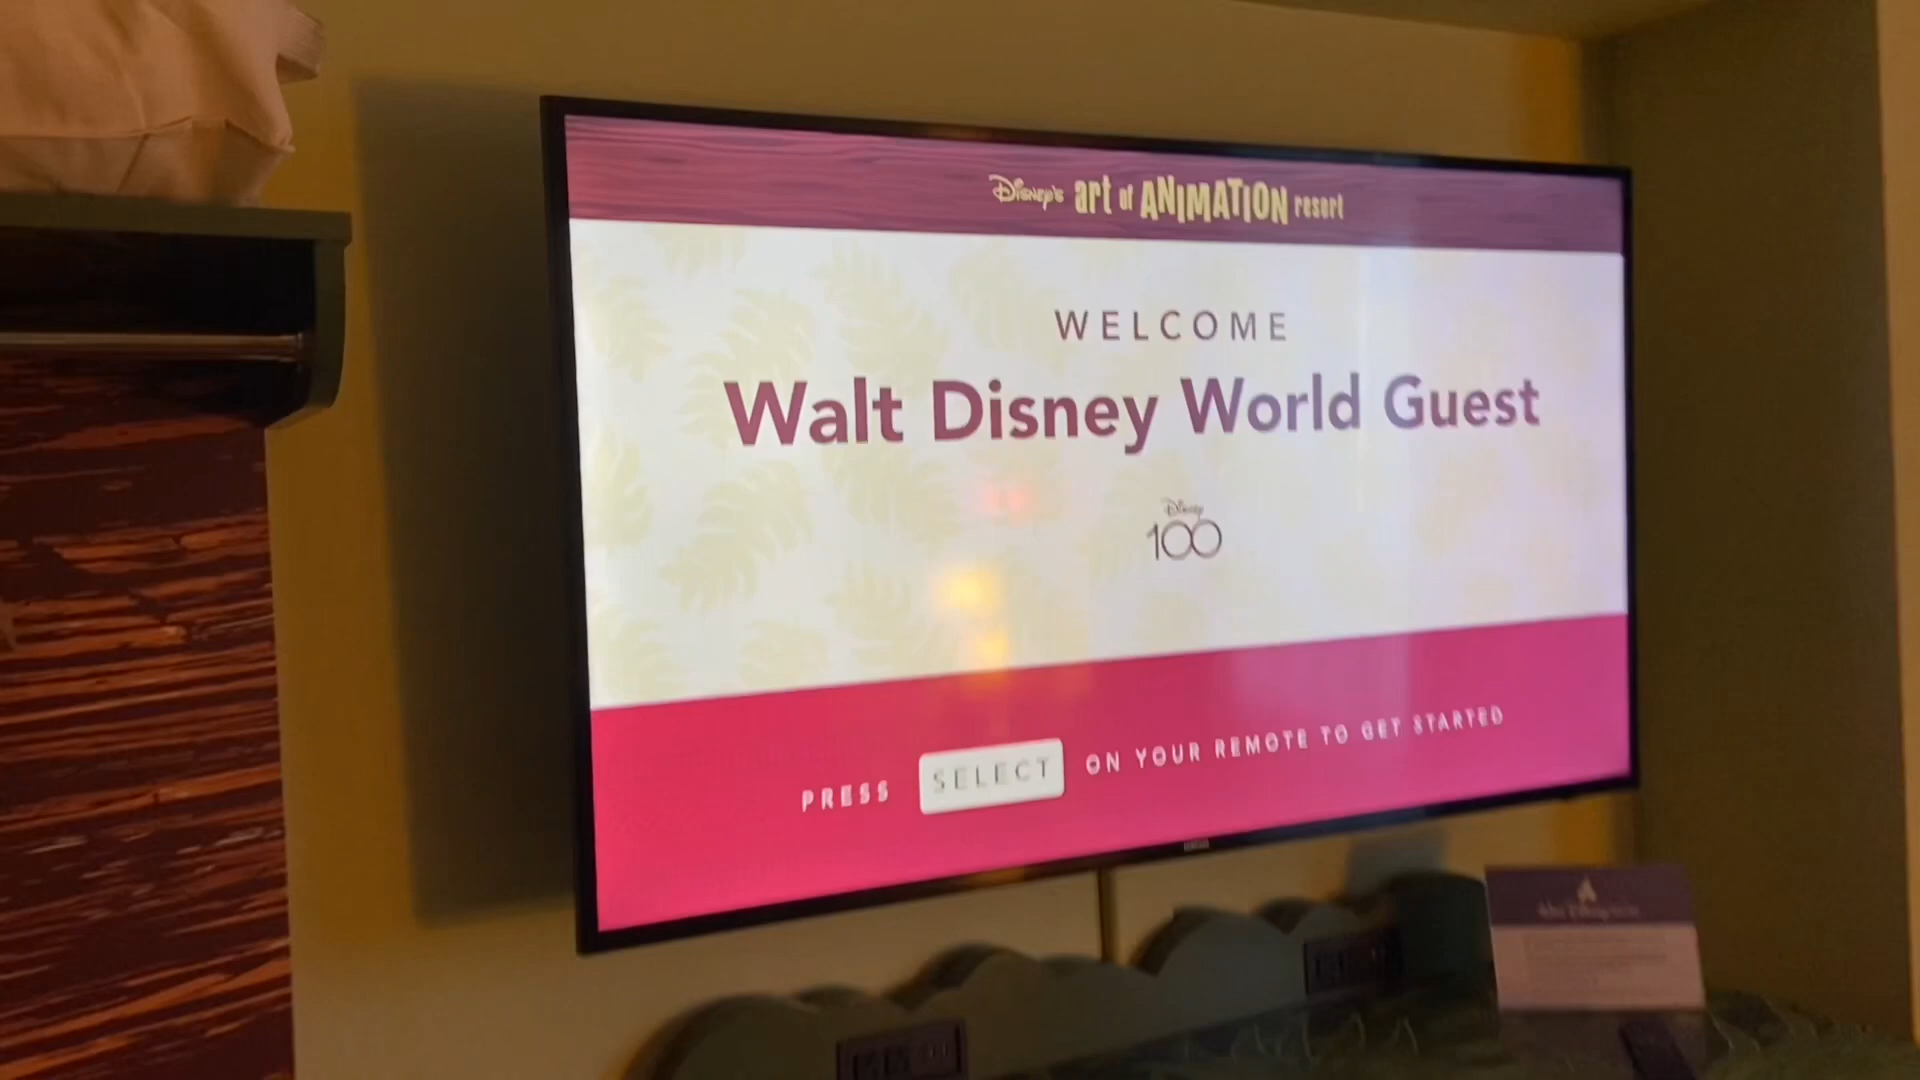 Disney's art of ANIMATION resort
WELCOME
Walt Disney World Guest
Disney
100
PRESS SELECT ON YOUR REMOTE TO GET STARTED